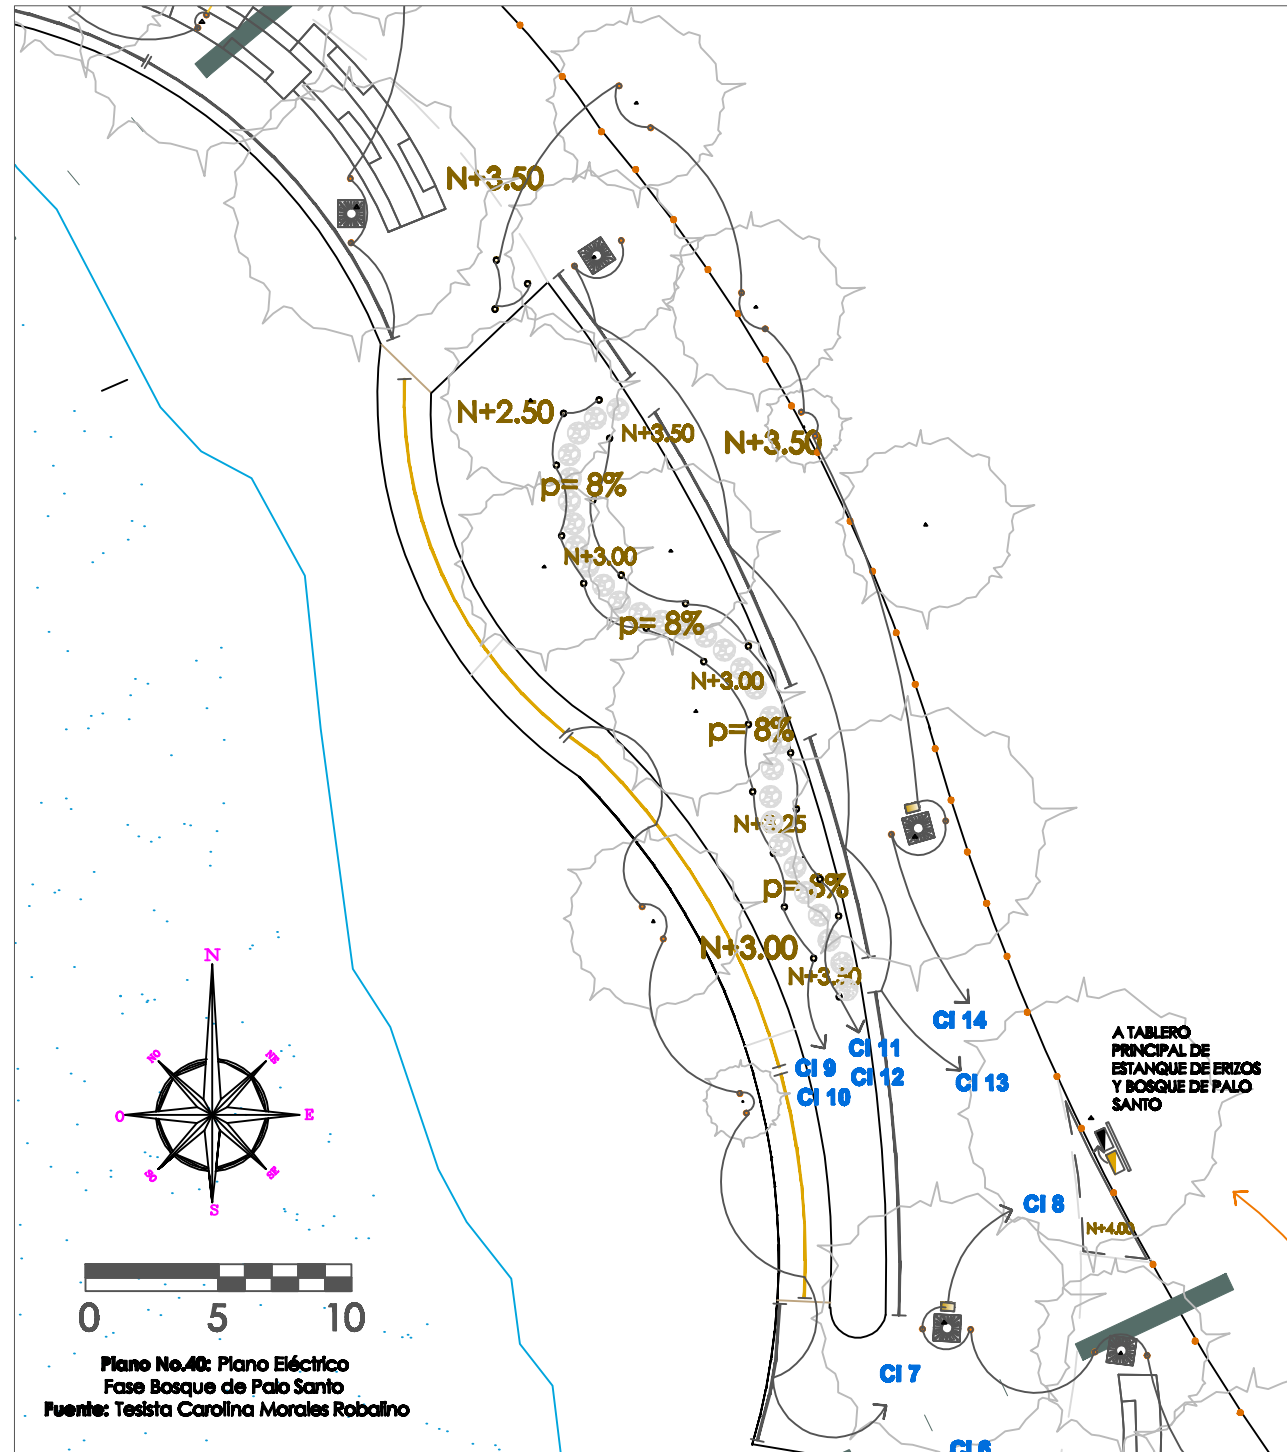 N+3.50
N+2.50
N+3.50
N+3.50
p= 8%
N+3.00
p= 8%
N+3.00
p= 8%
p= 8%
N+3.00
CI 14
CI 11
CI 9
CI 12
CI 13
CI 10
A TABLERO
PRINCIPAL DE
ESTANQUE DE ERIZOS
Y BOSQUE DE PALO
SANTO
N
NO
NE
O
E
SO
SE
S
CI 8
N+4.00
0 5 10
Plano No.40: Plano Eléctrico
Fase Bosque de Palo Santo
Fuente: Tesista Carolina Morales Robalino
CI 7
CI 6